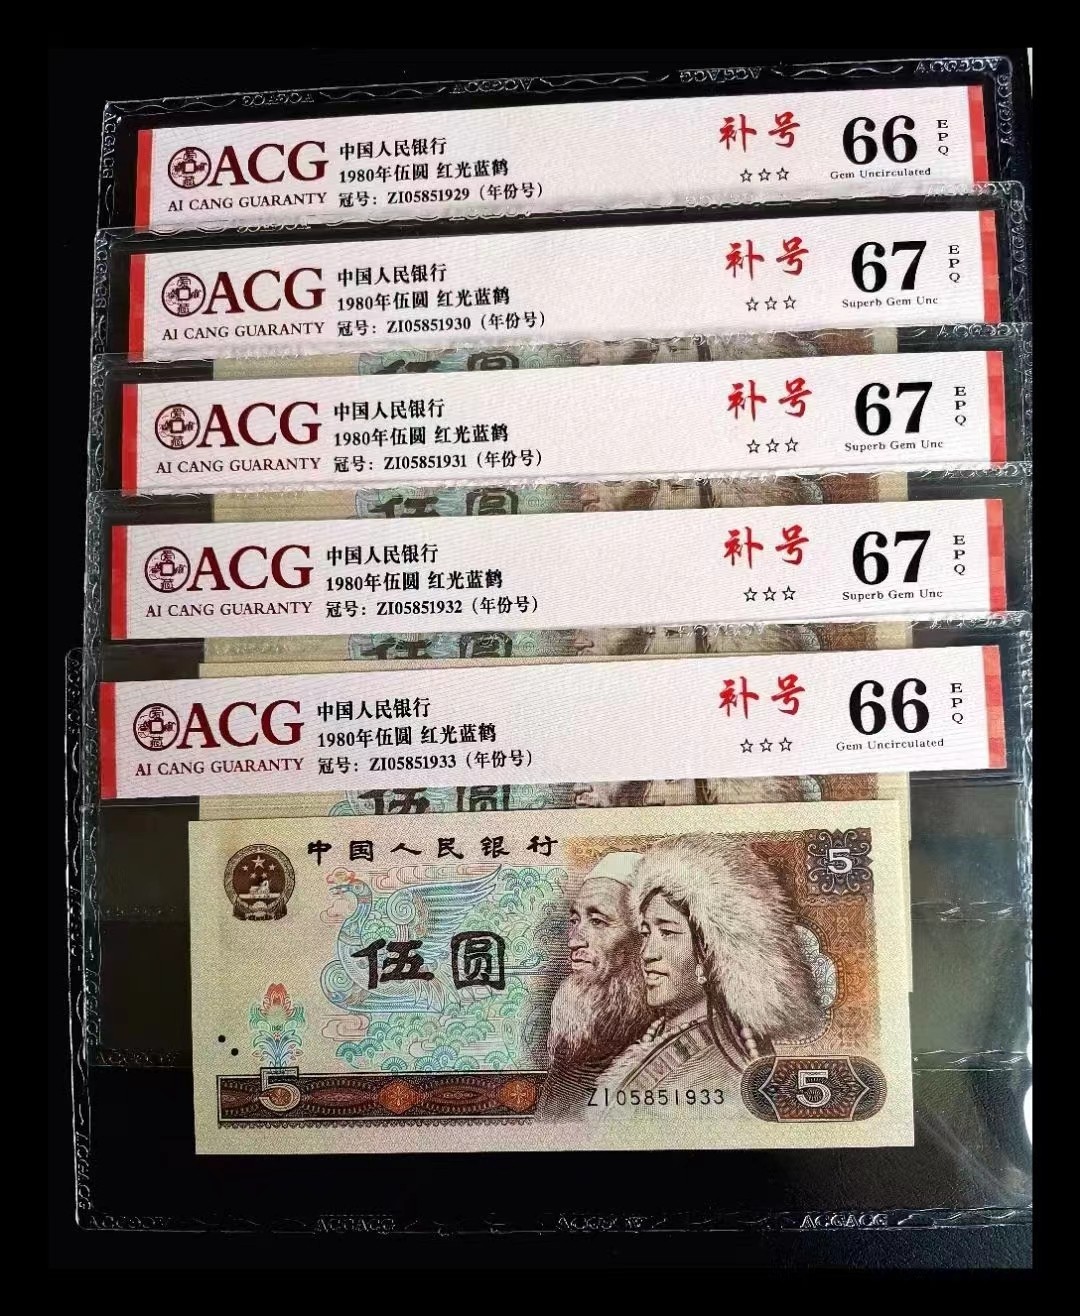 ACG
AI CANG GUARANTY
中国人民银行
1980年伍圆 红光蓝鹤
冠号：ZI05851929（年份号）
补号
☆☆☆
66
EPQ
Gem Uncirculated
ACG
AI CANG GUARANTY
中国人民银行
1980年伍圆 红光蓝鹤
冠号：ZI05851930（年份号）
补号
☆☆☆
67
EPQ
Superb Gem Unc
伍圆
ACG
AI CANG GUARANTY
中国人民银行
1980年伍圆 红光蓝鹤
冠号：ZI05851931（年份号）
补号
☆☆☆
67
EPQ
Superb Gem Unc
伍圆
ACG
AI CANG GUARANTY
中国人民银行
1980年伍圆 红光蓝鹤
冠号：ZI05851932（年份号）
补号
☆☆☆
67
EPQ
Superb Gem Unc
伍圆
ACG
AI CANG GUARANTY
中国人民银行
1980年伍圆 红光蓝鹤
冠号：ZI05851933（年份号）
补号
☆☆☆
66
EPQ
Gem Uncirculated
伍圆
中国人民银行
5
伍圆
5
ZI05851933
5
ACGACG